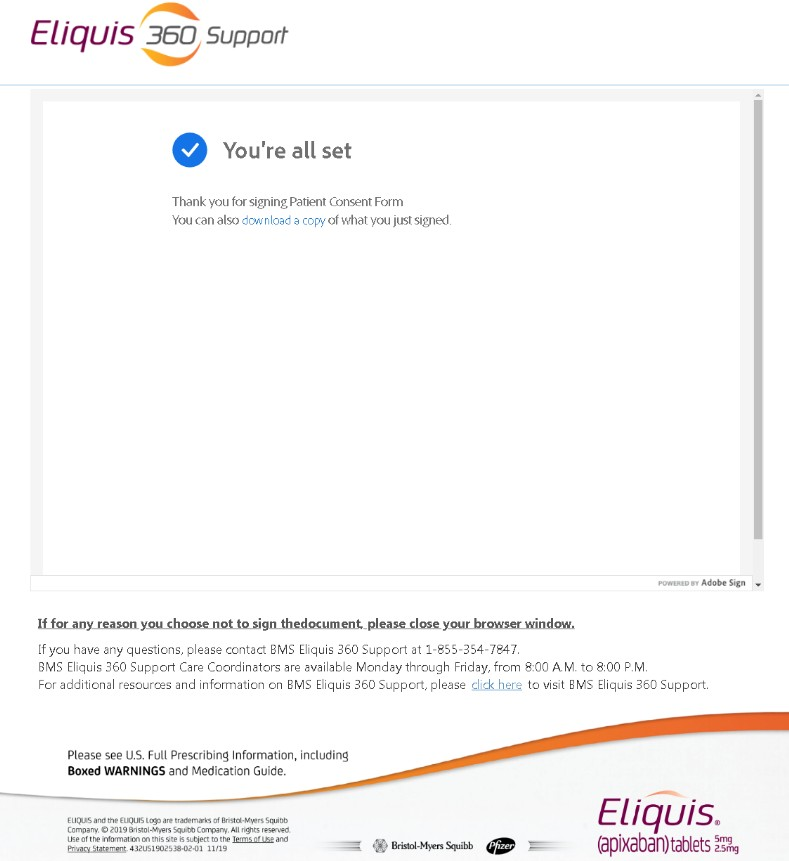 Eliquis 360 Support
You're all set
Thank you for signing Patient Consent Form
You can also download a copy of what you just signed.
POWERED BY Adobe Sign
If for any reason you choose not to sign thedocument, please close your browser window.
If you have any questions, please contact BMS Eliquis 360 Support at 1-855-354-7847.
BMS Eliquis 360 Support Care Coordinators are available Monday through Friday, from 8:00 A.M. to 8:00 P.M.
For additional resources and information on BMS Eliquis 360 Support, please click here to visit BMS Eliquis 360 Support.
Please see U.S. Full Prescribing Information, including
Boxed WARNINGS and Medication Guide.
ELIQUIS and the ELIQUIS Logo are trademarks of Bristol-Myers Squibb
Company. © 2019 Bristol-Myers Squibb Company. All rights reserved.
Use of the information on this site is subject to the Terms of Use and
Privacy Statement. 432US1902538-02-01 11/19
Bristol-Myers Squibb Pfizer
Eliquis®
(apixaban) tablets 5mg 2.5mg